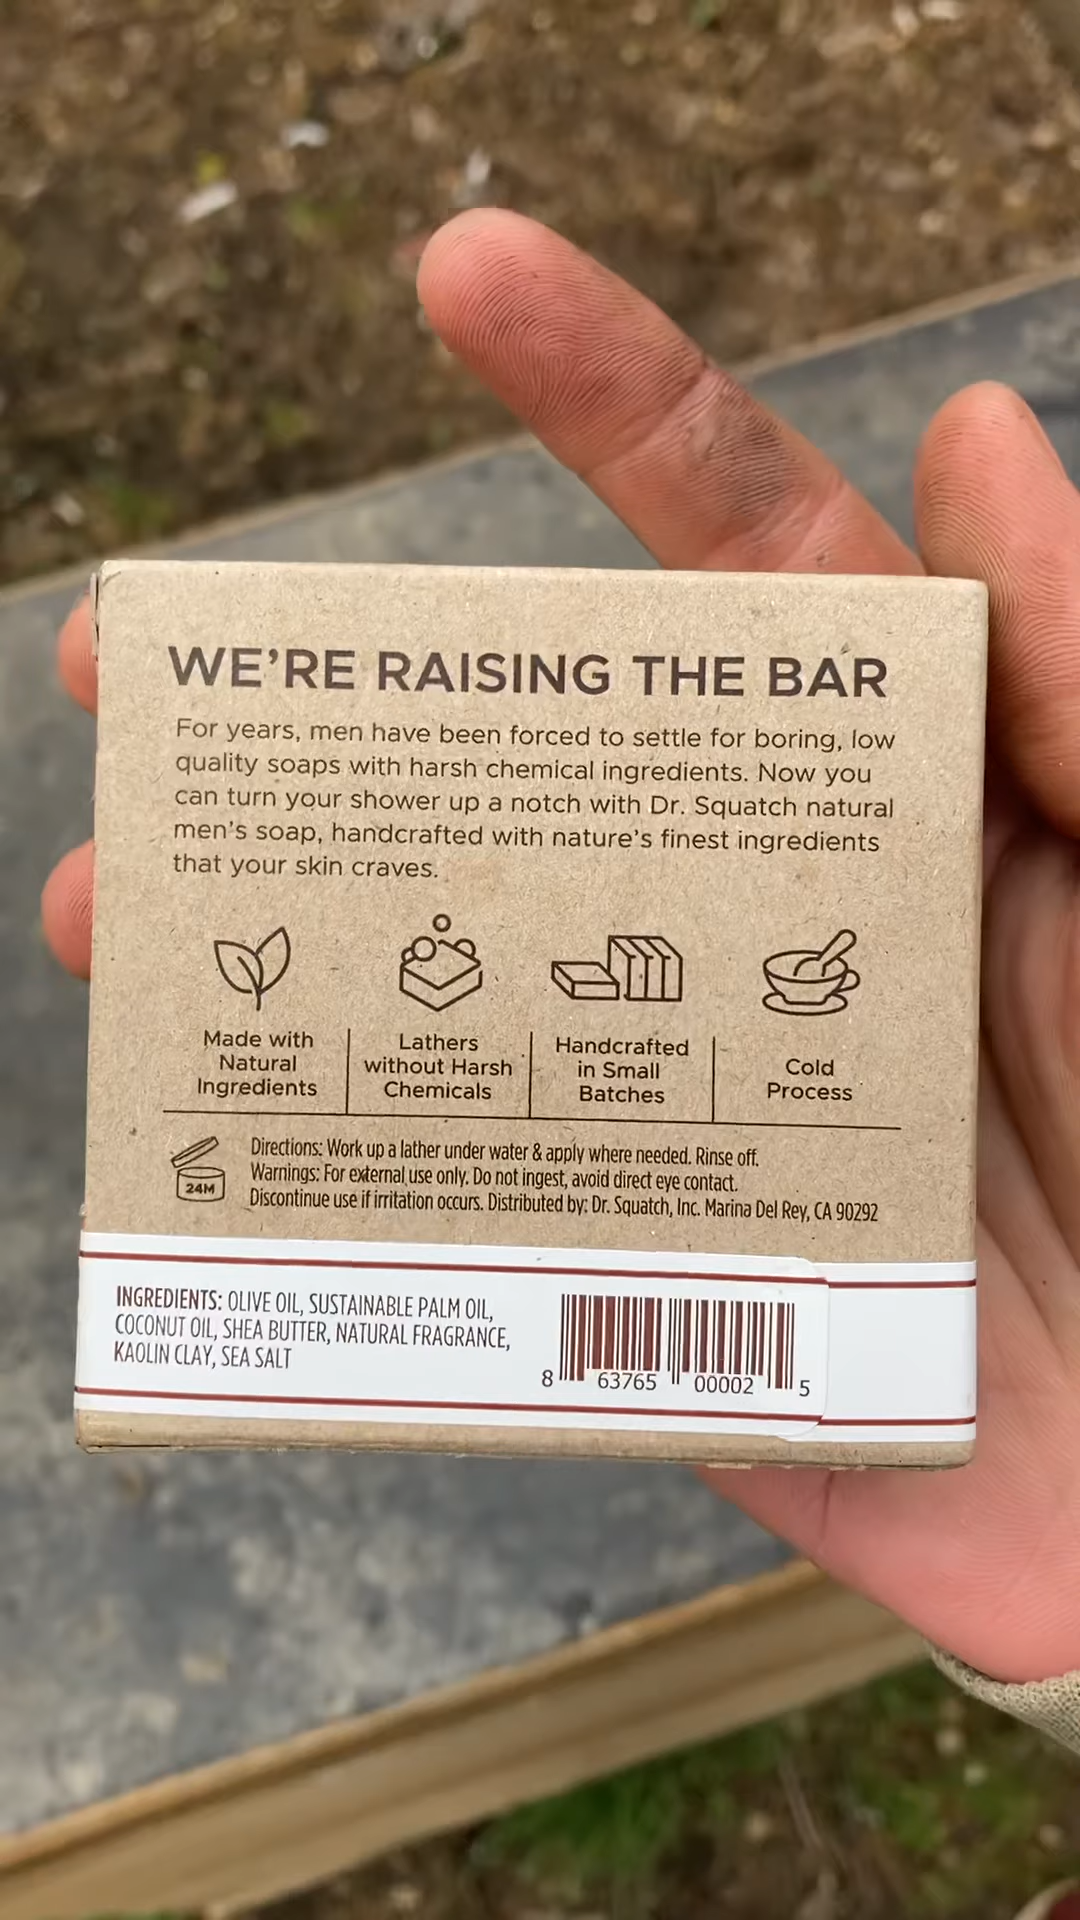 WE'RE RAISING THE BAR
For years, men have been forced to settle for boring, low
quality soaps with harsh chemical ingredients. Now you
can turn your shower up a notch with Dr. Squatch natural
men's soap, handcrafted with nature's finest ingredients
that your skin craves.
Made with
Natural
Ingredients
Lathers
without Harsh
Chemicals
Handcrafted
in Small
Batches
Cold
Process
24M
Directions: Work up a lather under water & apply where needed. Rinse off.
Warnings: For external use only. Do not ingest, avoid direct eye contact.
Discontinue use if irritation occurs. Distributed by: Dr. Squatch, Inc. Marina Del Rey, CA 90292
INGREDIENTS: OLIVE OIL, SUSTAINABLE PALM OIL,
COCONUT OIL, SHEA BUTTER, NATURAL FRAGRANCE,
KAOLIN CLAY, SEA SALT
8 63765 00002 5